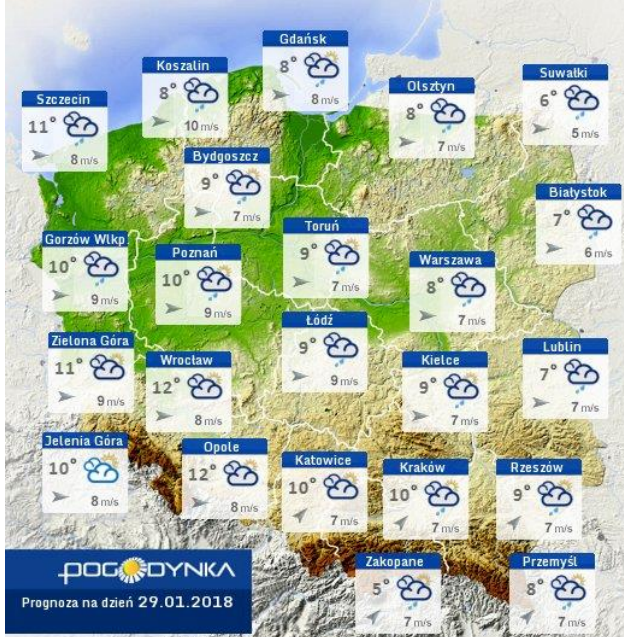 Gdańsk
8°
8 m/s
Koszalin
8°
10 m/s
Olsztyn
8°
7 m/s
Suwałki
6°
5 m/s
Szczecin
11°
8 m/s
Bydgoszcz
9°
7 m/s
Białystok
7°
6 m/s
Toruń
9°
7 m/s
Gorzów Wlkp
10°
9 m/s
Poznań
10°
9 m/s
Warszawa
8°
7 m/s
Łódź
9°
9 m/s
Zielona Góra
11°
9 m/s
Wrocław
12°
8 m/s
Kielce
9°
7 m/s
Lublin
7°
7 m/s
Jelenia Góra
10°
8 m/s
Opole
12°
8 m/s
Katowice
10°
7 m/s
Kraków
10°
7 m/s
Rzeszów
9°
7 m/s
Zakopane
5°
7 m/s
Przemyśl
8°
7 m/s
POGODYNKA
Prognoza na dzień 29.01.2018